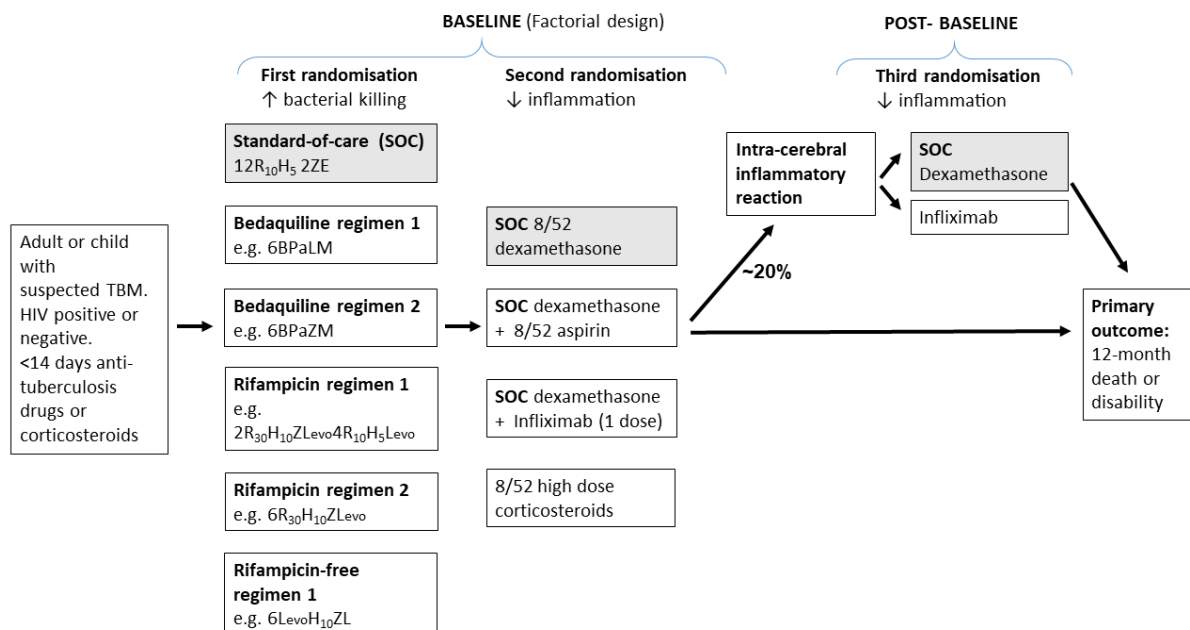 BASELINE (Factorial design)
POST- BASELINE
First randomisation
↑ bacterial killing
Second randomisation
↓ inflammation
Third randomisation
↓ inflammation
Adult or child
with
suspected TBM.
HIV positive or
negative.
<14 days anti-
tuberculosis
drugs or
corticosteroids
Standard-of-care (SOC)
12R₁₀H₅ 2ZE
Bedaquiline regimen 1
e.g. 6BPaLM
Bedaquiline regimen 2
e.g. 6BPaZM
Rifampicin regimen 1
e.g.
2R₃₀H₁₀ZLevo4R₁₀H₅Levo
Rifampicin regimen 2
e.g. 6R₃₀H₁₀ZLevo
Rifampicin-free
regimen 1
e.g. 6LevoH₁₀ZL
SOC 8/52
dexamethasone
SOC dexamethasone
+ 8/52 aspirin
SOC dexamethasone
+ Infliximab (1 dose)
8/52 high dose
corticosteroids
~20%
Intra-cerebral
inflammatory
reaction
SOC
Dexamethasone
Infliximab
Primary
outcome:
12-month
death or
disability